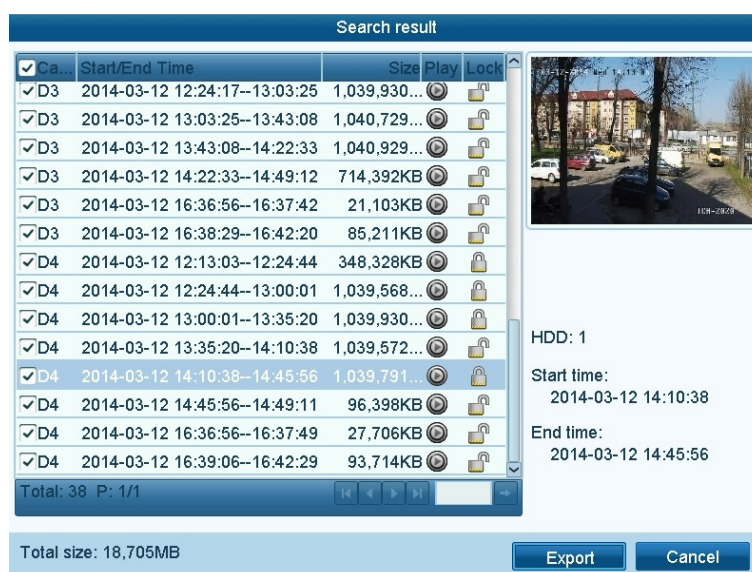 Search result
Ca... Start/End Time Size Play Lock
D3 2014-03-12 12:24:17--13:03:25 1,039,930...
D3 2014-03-12 13:03:25--13:43:08 1,040,729...
D3 2014-03-12 13:43:08--14:22:33 1,040,929...
D3 2014-03-12 14:22:33--14:49:12 714,392KB
D3 2014-03-12 16:36:56--16:37:42 21,103KB
D3 2014-03-12 16:38:29--16:42:20 85,211KB
D4 2014-03-12 12:13:03--12:24:44 348,328KB
D4 2014-03-12 12:24:44--13:00:01 1,039,568...
D4 2014-03-12 13:00:01--13:35:20 1,039,930...
D4 2014-03-12 13:35:20--14:10:38 1,039,572...
D4 2014-03-12 14:10:38--14:45:56 1,039,791...
D4 2014-03-12 14:45:56--14:49:11 96,398KB
D4 2014-03-12 16:36:56--16:37:49 27,706KB
D4 2014-03-12 16:39:06--16:42:29 93,714KB
Total: 38 P: 1/1
Wed
HDD: 1
Start time:
2014-03-12 14:10:38
End time:
2014-03-12 14:45:56
Total size: 18,705MB
Export
Cancel